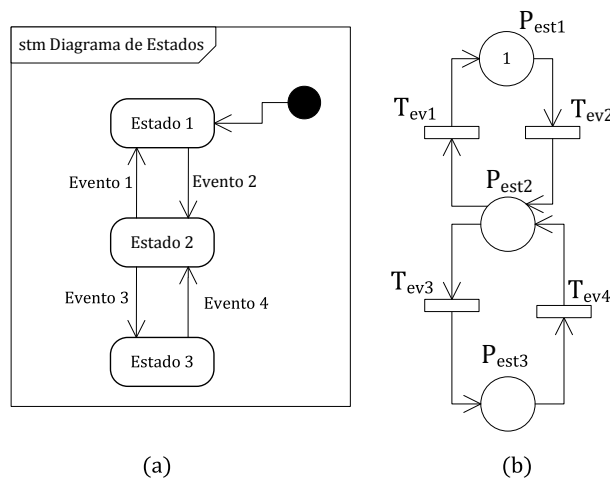 stm Diagrama de Estados
Estado 1
Evento 1
Evento 2
Estado 2
Evento 3
Evento 4
Estado 3
(a)
Pest1
1
Tev1
Tev2
Pest2
Tev3
Tev4
Pest3
(b)